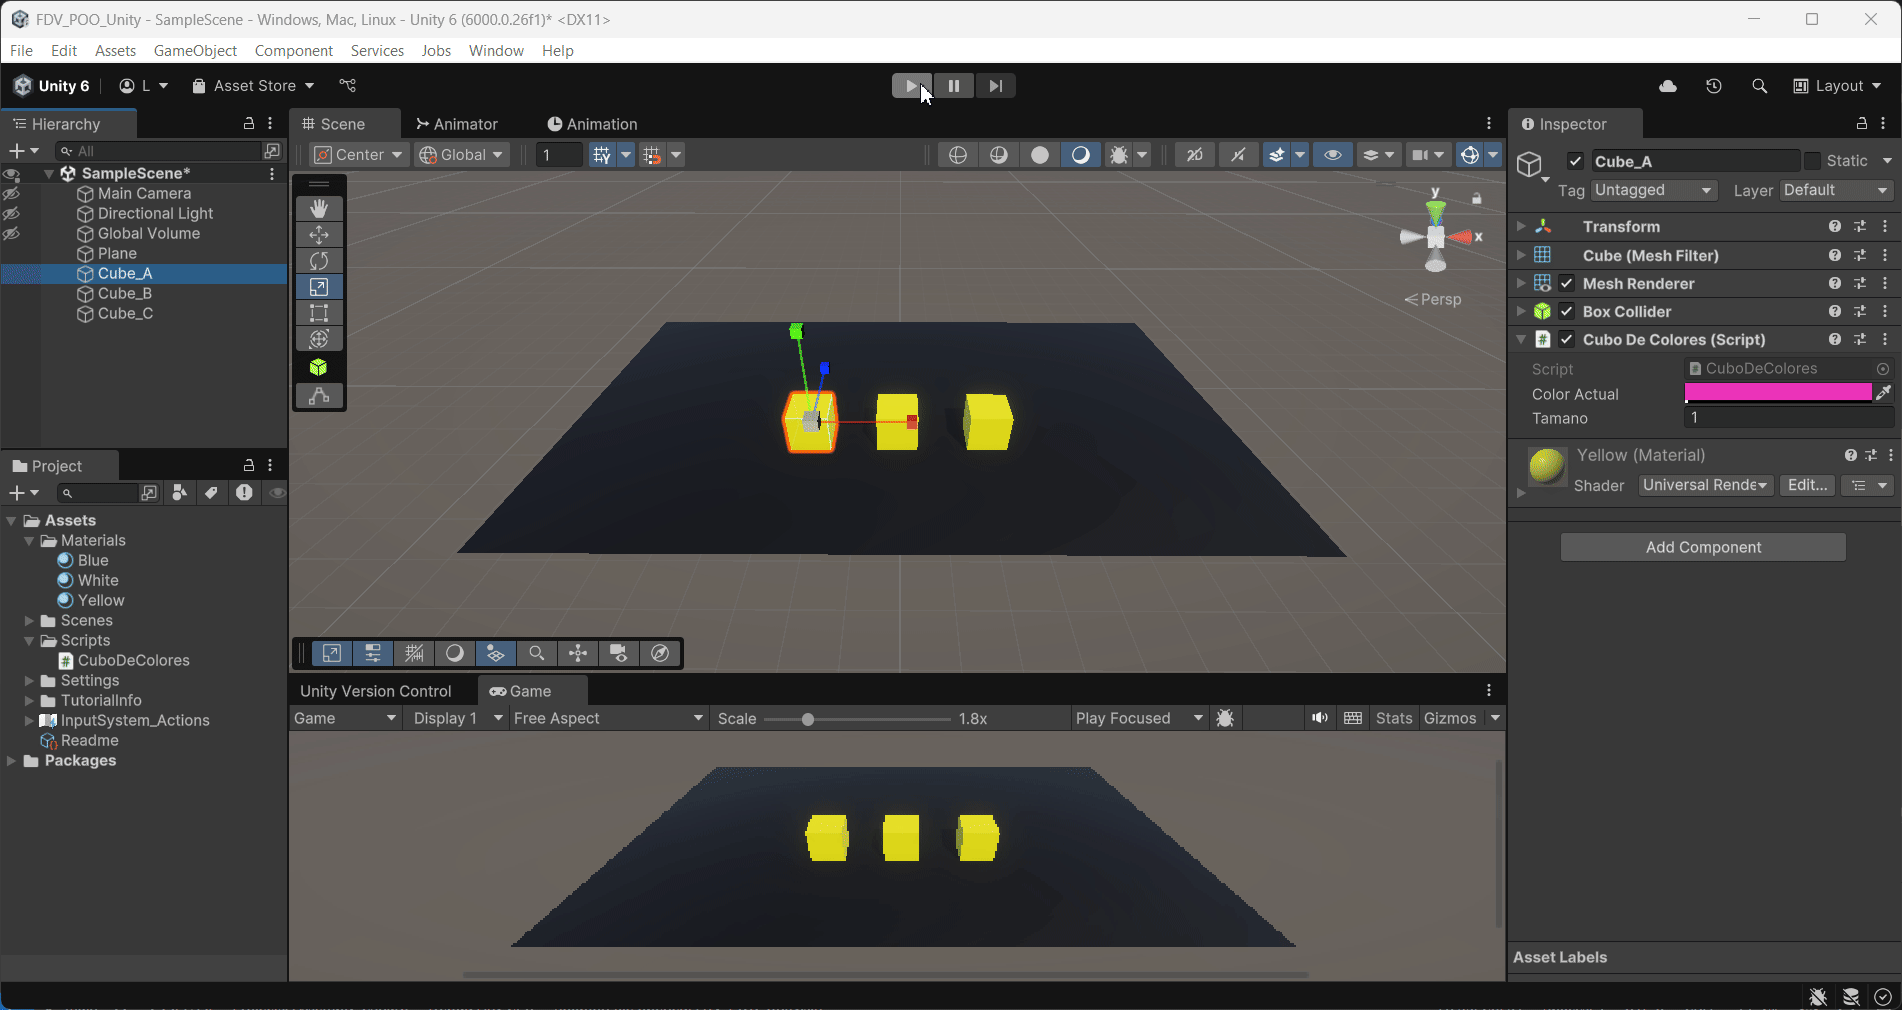 FDV_POO_Unity - SampleScene - Windows, Mac, Linux - Unity 6 (6000.0.26f1)* <DX11>
File Edit Assets GameObject Component Services Jobs Window Help
Unity 6 L Asset Store Layout
Hierarchy
All
SampleScene*
Main Camera
Directional Light
Global Volume
Plane
Cube_A
Cube_B
Cube_C
Project
Assets
Materials
Blue
White
Yellow
Scenes
Scripts
CuboDeColores
Settings
TutorialInfo
InputSystem_Actions
Readme
Packages
Scene Animator Animation
Center Global 1 2D
y
x
Persp
Unity Version Control Game
Game Display 1 Free Aspect Scale 1.8x Play Focused Stats Gizmos
Inspector
Cube_A Static
Tag Untagged Layer Default
Transform
Cube (Mesh Filter)
Mesh Renderer
Box Collider
# Cubo De Colores (Script)
Script # CuboDeColores
Color Actual
Tamano 1
Yellow (Material)
Shader Universal Rende Edit...
Add Component
Asset Labels